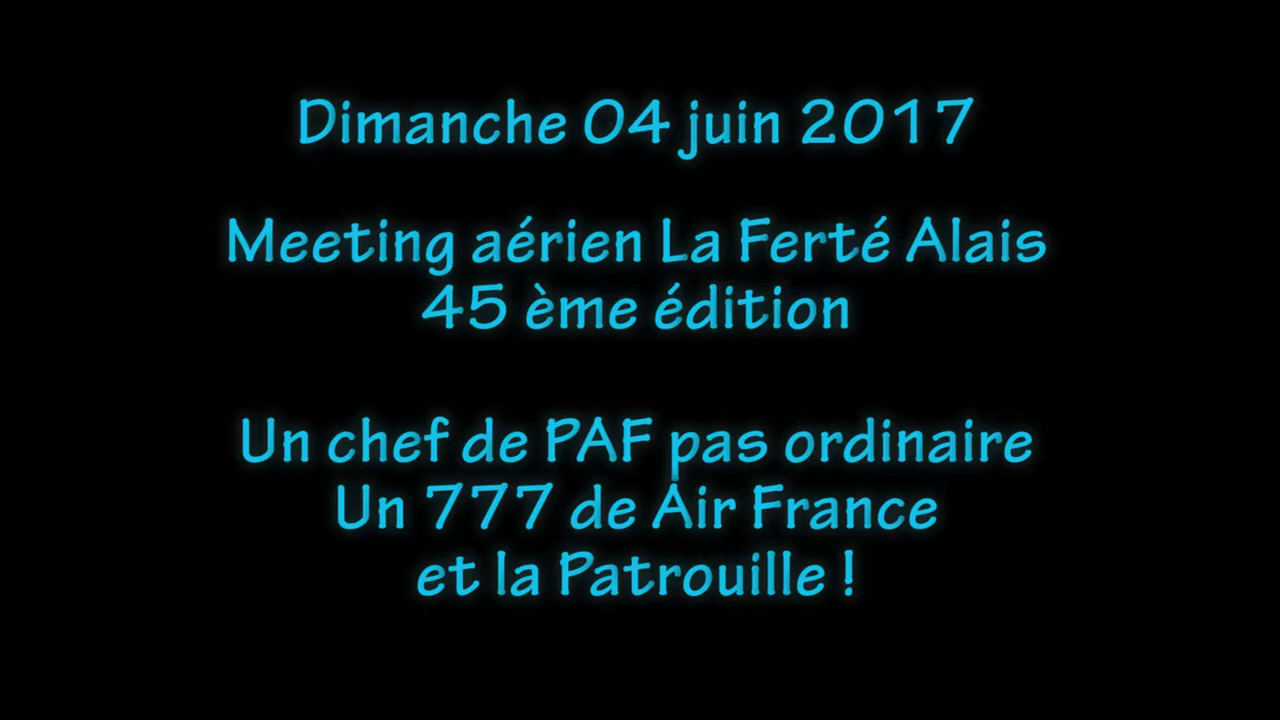 Dimanche 04 juin 2017
Meeting aérien La Ferté Alais
45 ème édition
Un chef de PAF pas ordinaire
Un 777 de Air France
et la Patrouille !